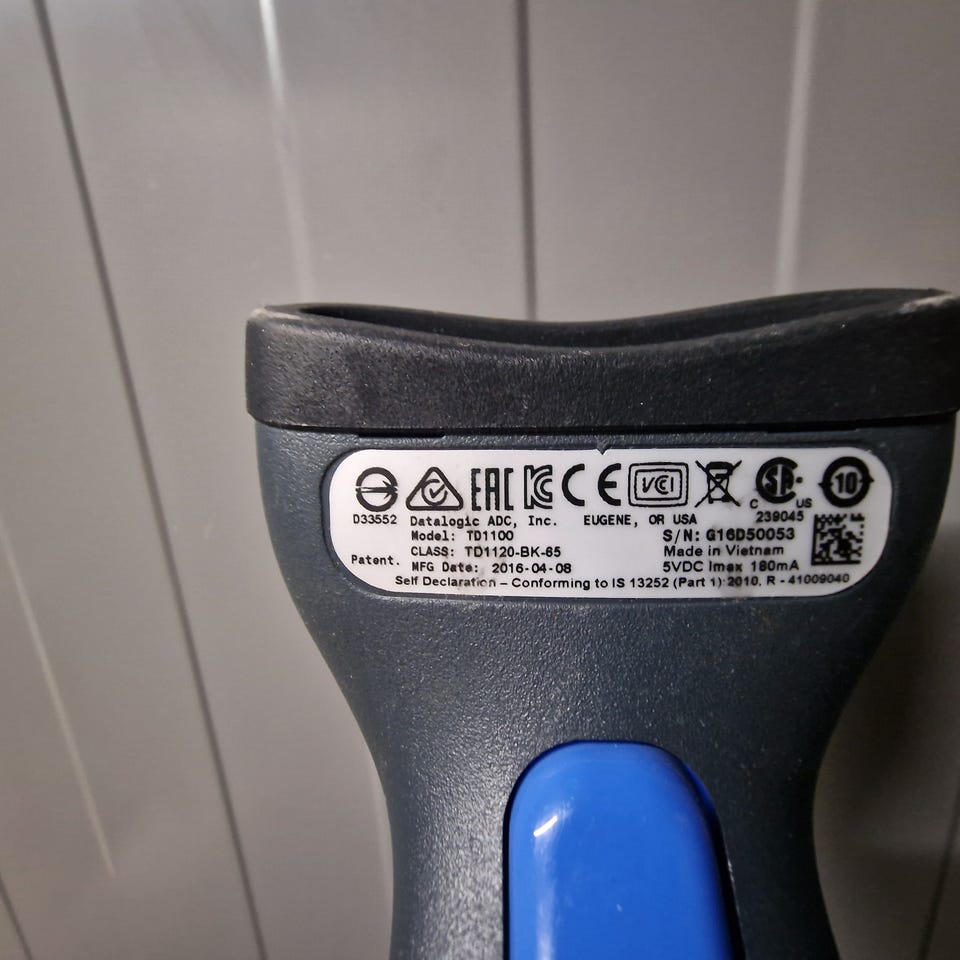 EAC CE VCI C SA US 10
D33552 Datalogic ADC, Inc. EUGENE, OR USA 239045
Model: TD1100 S/N: G16D50053
CLASS: TD1120-BK-65 Made in Vietnam
Patent. MFG Date: 2016-04-08 5VDC Imax 180mA
Self Declaration - Conforming to IS 13252 (Part 1):2010, R - 41009040